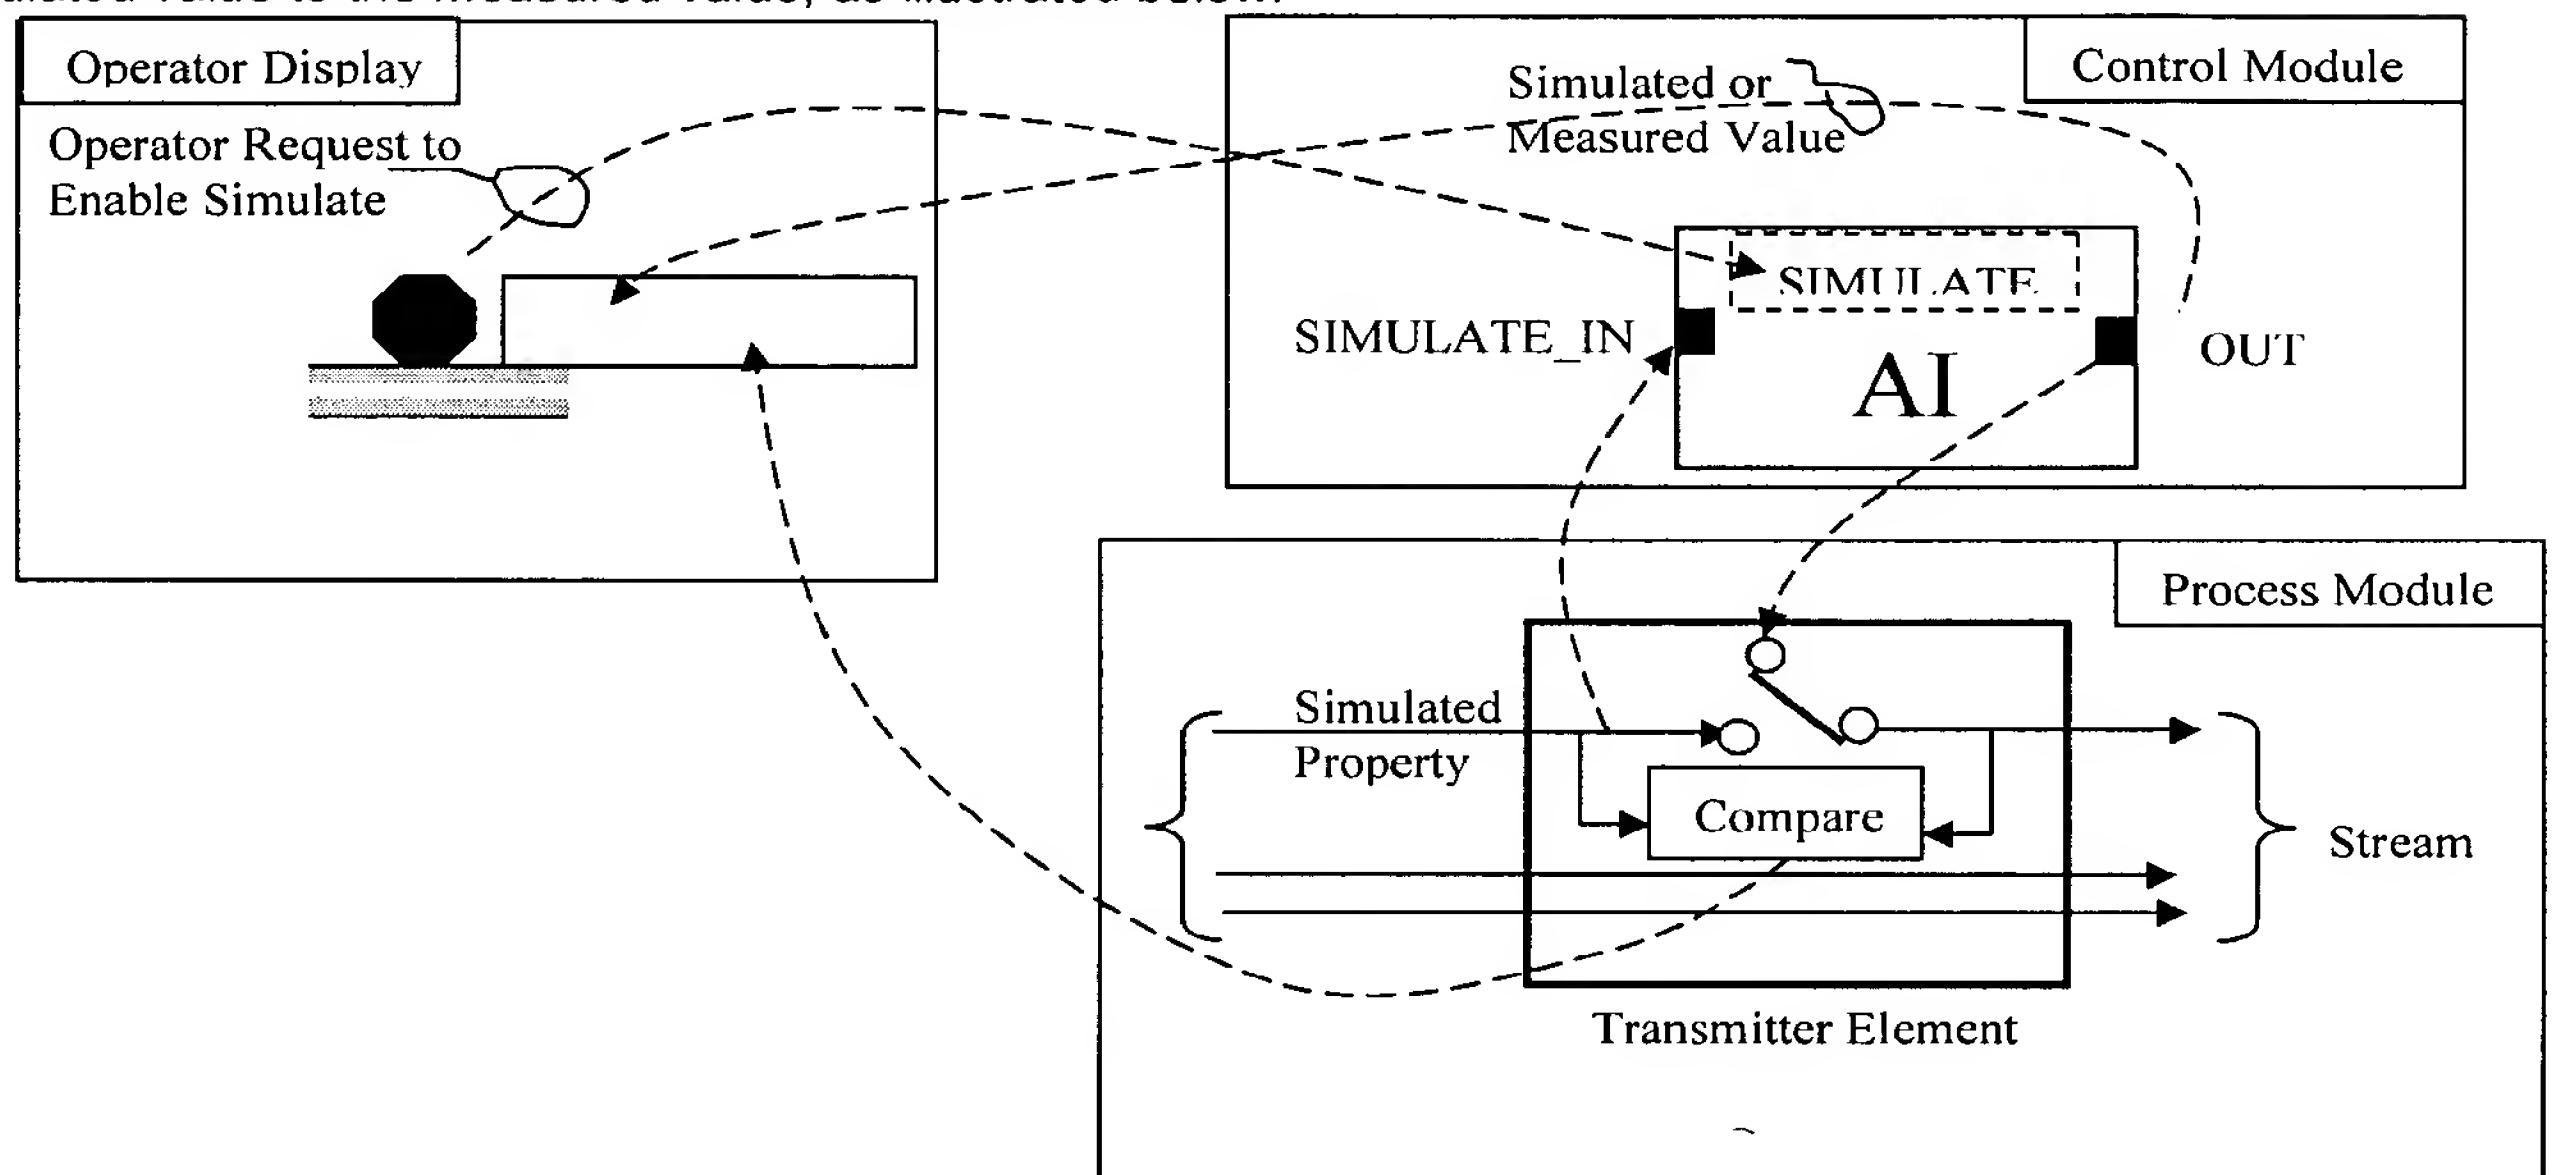 Operator Display
Operator Request to
Enable Simulate
Simulated or
Measured Value
Control Module
SIMULATE
SIMULATE_IN
AI
OUT
Process Module
Simulated
Property
Compare
Stream
Transmitter Element